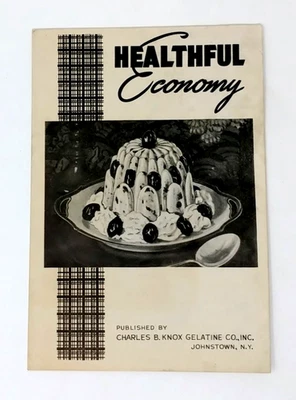 HEALTHFUL
Economy
PUBLISHED BY
CHARLES B. KNOX GELATINE CO., INC.
JOHNSTOWN, N.Y.